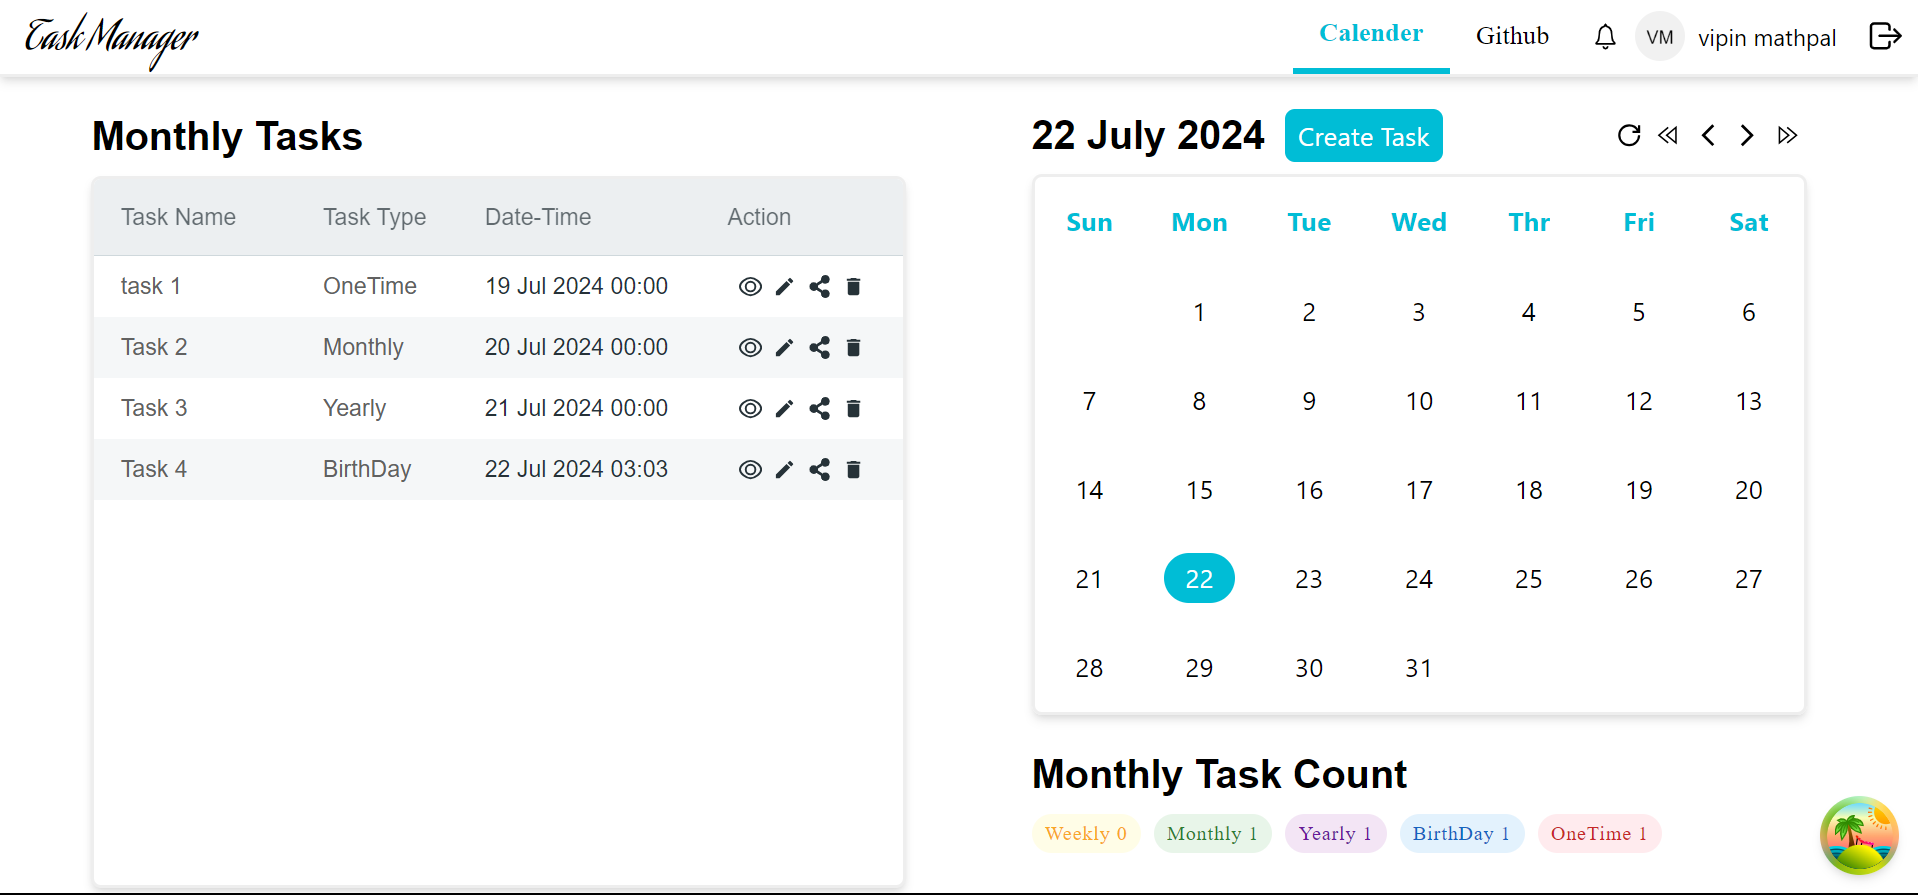 Task Manager
Calender Github VM vipin mathpal
Monthly Tasks
Task Name Task Type Date-Time Action
task 1 OneTime 19 Jul 2024 00:00
Task 2 Monthly 20 Jul 2024 00:00
Task 3 Yearly 21 Jul 2024 00:00
Task 4 BirthDay 22 Jul 2024 03:03
22 July 2024 Create Task
Sun Mon Tue Wed Thr Fri Sat
1 2 3 4 5 6
7 8 9 10 11 12 13
14 15 16 17 18 19 20
21 22 23 24 25 26 27
28 29 30 31
Monthly Task Count
Weekly 0 Monthly 1 Yearly 1 BirthDay 1 OneTime 1